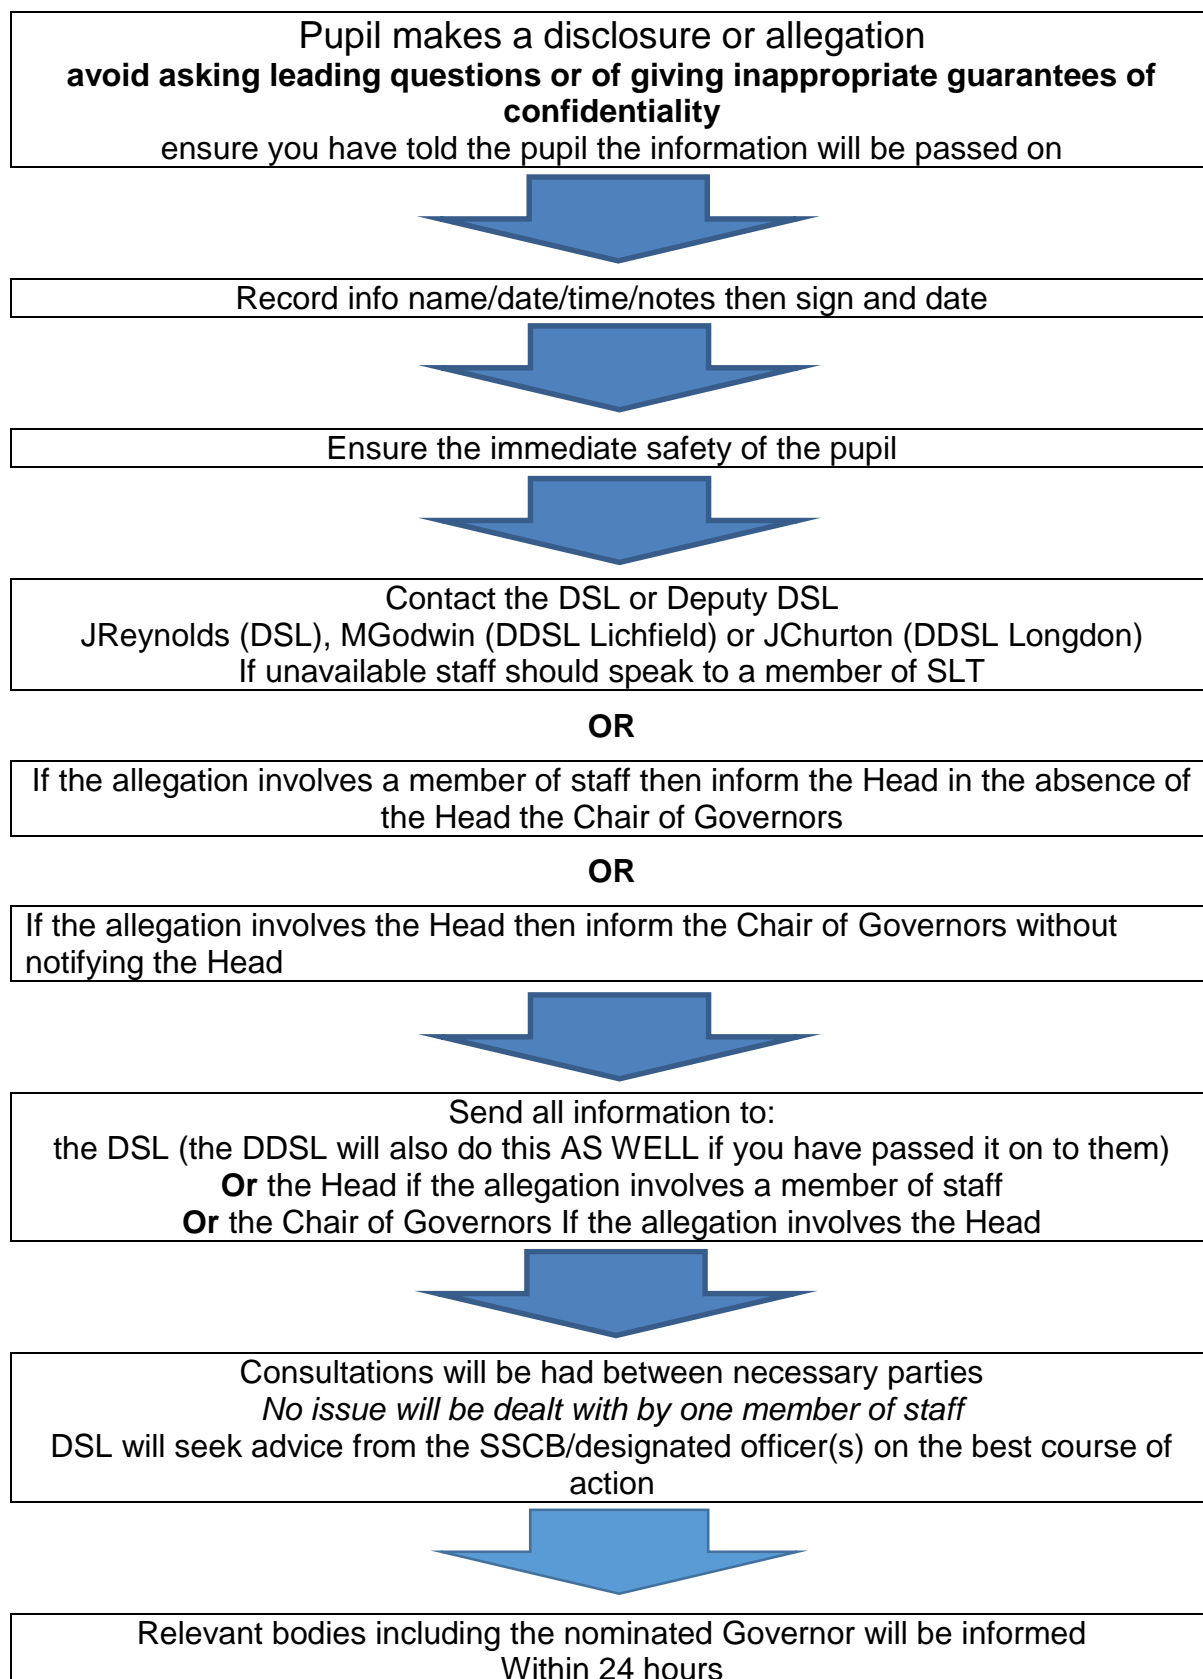 Pupil makes a disclosure or allegation
avoid asking leading questions or of giving inappropriate guarantees of
confidentiality
ensure you have told the pupil the information will be passed on
Record info name/date/time/notes then sign and date
Ensure the immediate safety of the pupil
Contact the DSL or Deputy DSL
JReynolds (DSL), MGodwin (DDSL Lichfield) or JChurton (DDSL Longdon)
If unavailable staff should speak to a member of SLT
OR
If the allegation involves a member of staff then inform the Head in the absence of
the Head the Chair of Governors
OR
If the allegation involves the Head then inform the Chair of Governors without
notifying the Head
Send all information to:
the DSL (the DDSL will also do this AS WELL if you have passed it on to them)
Or the Head if the allegation involves a member of staff
Or the Chair of Governors If the allegation involves the Head
Consultations will be had between necessary parties
No issue will be dealt with by one member of staff
DSL will seek advice from the SSCB/designated officer(s) on the best course of
action
Relevant bodies including the nominated Governor will be informed
Within 24 hours